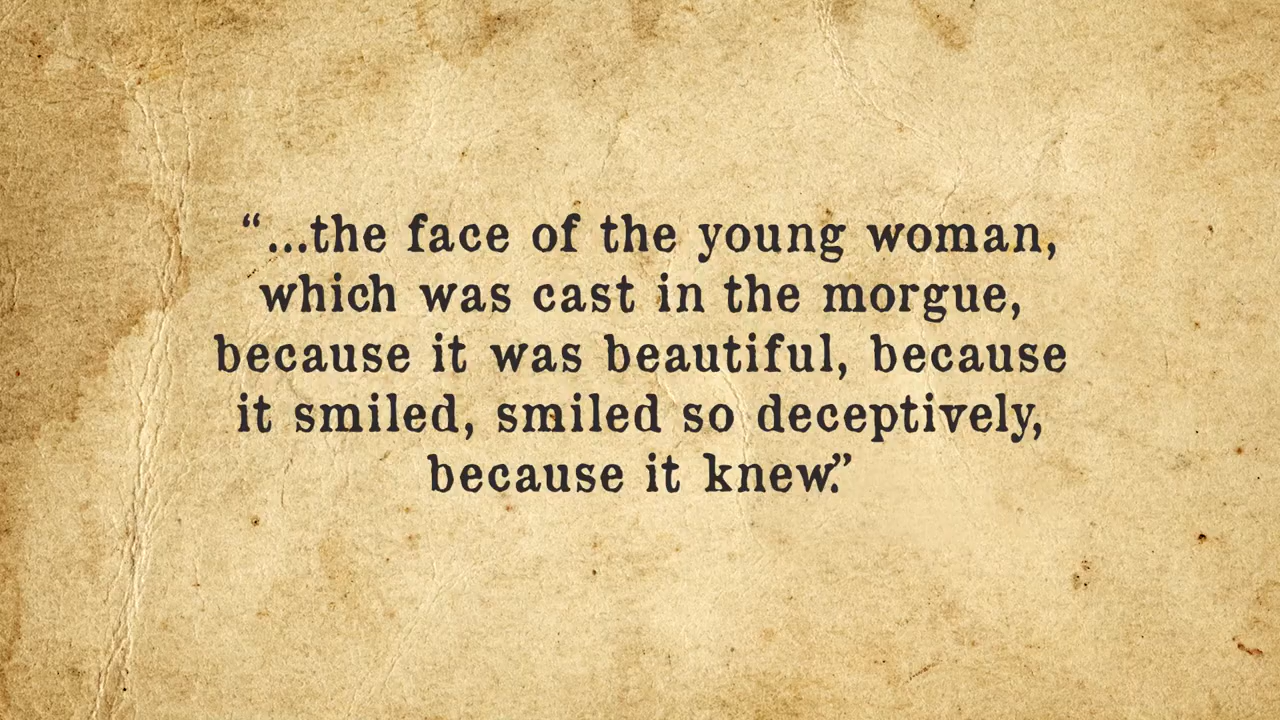 “...the face of the young woman,
which was cast in the morgue,
because it was beautiful, because
it smiled, smiled so deceptively,
because it knew.”